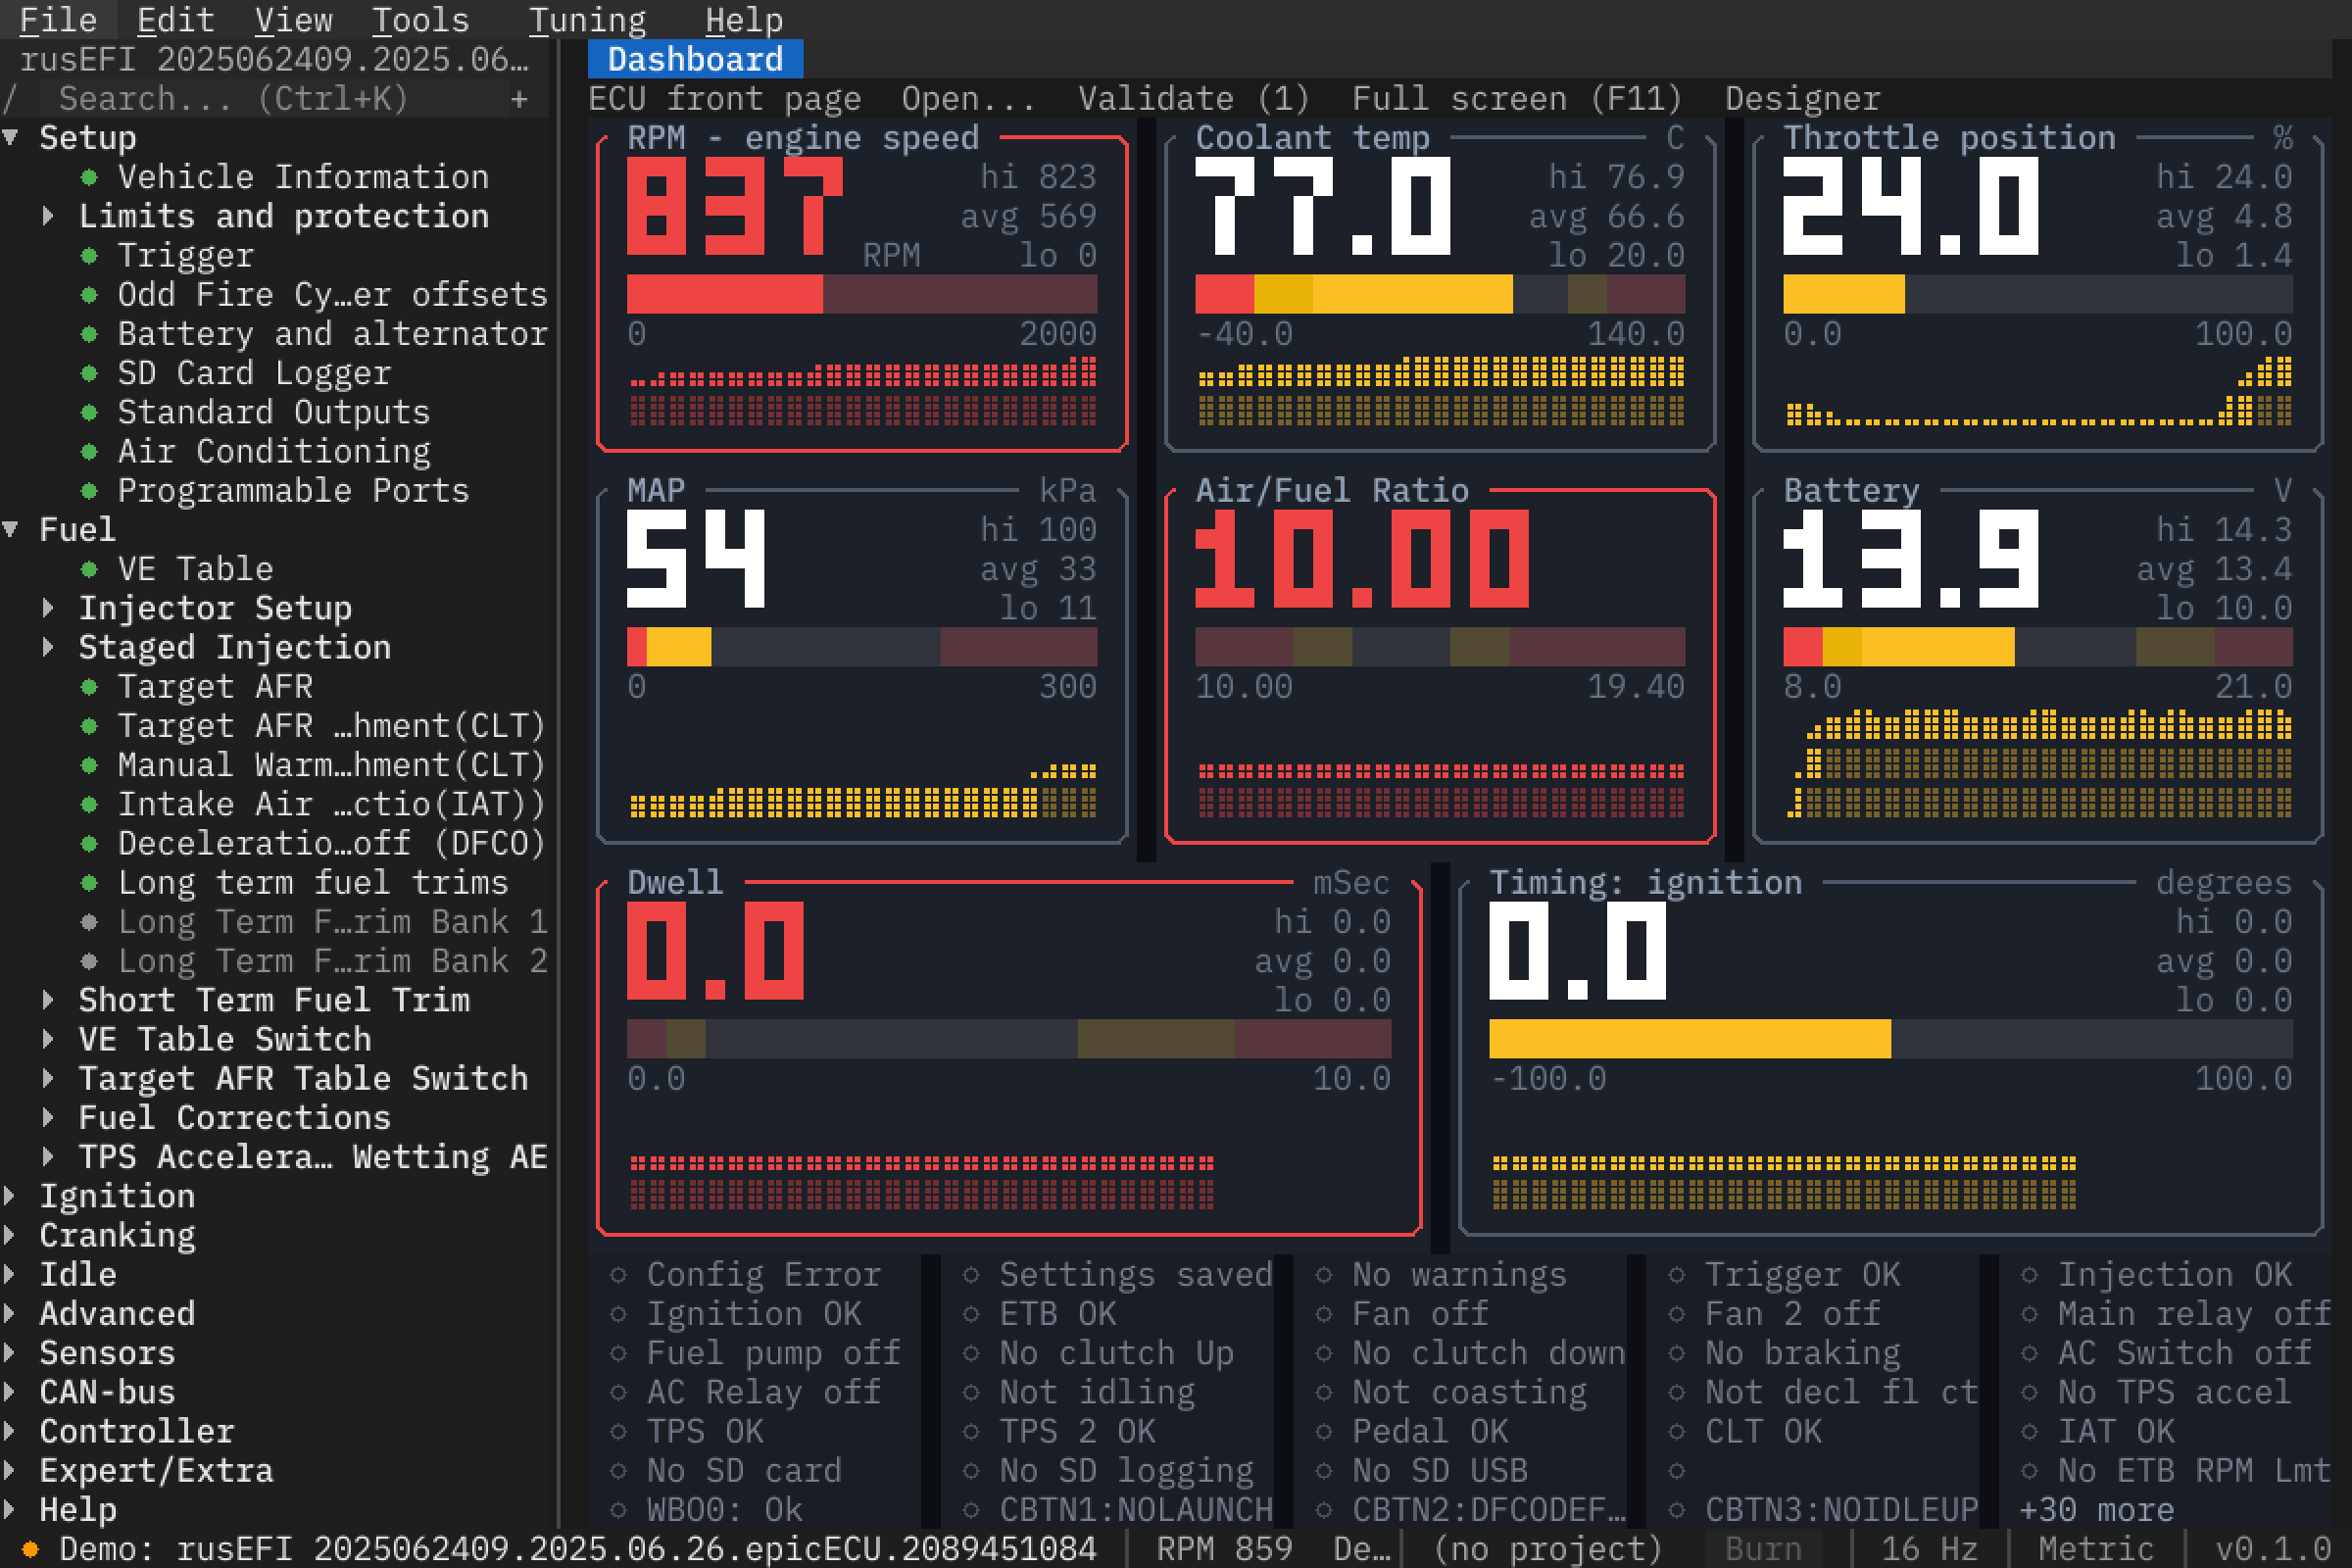 File Edit View Tools Tuning Help
rusEFI 2025062409.2025.06…
Dashboard
/ Search... (Ctrl+K) +
ECU front page Open... Validate (1) Full screen (F11) Designer
Setup
Vehicle Information
Limits and protection
Trigger
Odd Fire Cy…er offsets
Battery and alternator
SD Card Logger
Standard Outputs
Air Conditioning
Programmable Ports
Fuel
VE Table
Injector Setup
Staged Injection
Target AFR
Target AFR …hment(CLT)
Manual Warm…hment(CLT)
Intake Air …ctio(IAT))
Deceleratio…off (DFCO)
Long term fuel trims
Long Term F…rim Bank 1
Long Term F…rim Bank 2
Short Term Fuel Trim
VE Table Switch
Target AFR Table Switch
Fuel Corrections
TPS Accelera… Wetting AE
Ignition
Cranking
Idle
Advanced
Sensors
CAN-bus
Controller
Expert/Extra
Help
RPM - engine speed
837 RPM
hi 823
avg 569
lo 0
0 2000
Coolant temp C
77.0
hi 76.9
avg 66.6
lo 20.0
-40.0 140.0
Throttle position %
24.0
hi 24.0
avg 4.8
lo 1.4
0.0 100.0
MAP kPa
54
hi 100
avg 33
lo 11
0 300
Air/Fuel Ratio
10.00
10.00 19.40
Battery V
13.9
hi 14.3
avg 13.4
lo 10.0
8.0 21.0
Dwell mSec
0.0
hi 0.0
avg 0.0
lo 0.0
0.0 10.0
Timing: ignition degrees
0.0
hi 0.0
avg 0.0
lo 0.0
-100.0 100.0
Config Error Settings saved No warnings Trigger OK Injection OK
Ignition OK ETB OK Fan off Fan 2 off Main relay off
Fuel pump off No clutch Up No clutch down No braking AC Switch off
AC Relay off Not idling Not coasting Not decl fl ct No TPS accel
TPS OK TPS 2 OK Pedal OK CLT OK IAT OK
No SD card No SD logging No SD USB No ETB RPM Lmt
WBO0: Ok CBTN1:NOLAUNCH CBTN2:DFCODEF… CBTN3:NOIDLEUP +30 more
Demo: rusEFI 2025062409.2025.06.26.epicECU.2089451084 RPM 859 De… (no project) Burn 16 Hz Metric v0.1.0